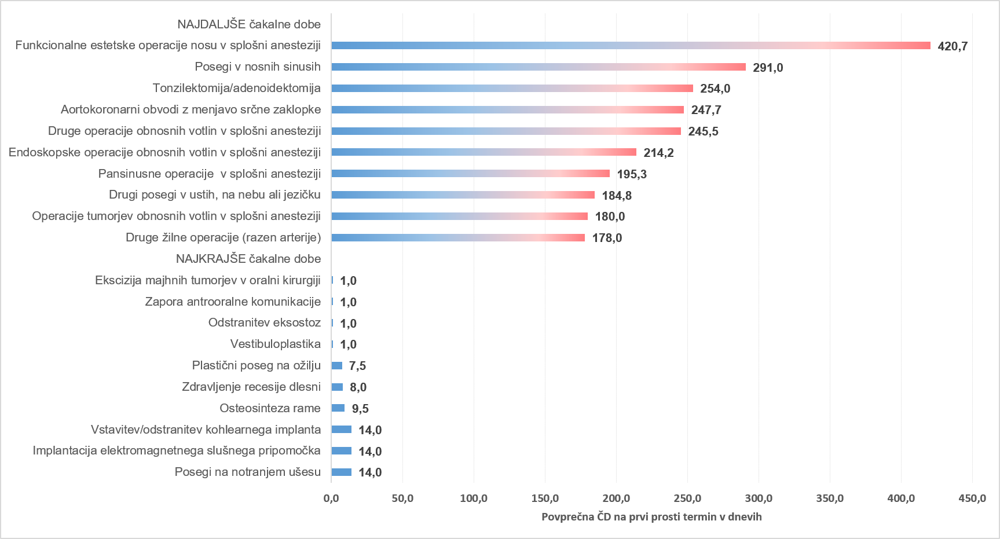 NAJDALJŠE čakalne dobe
Funkcionalne estetske operacije nosu v splošni anesteziji 420,7
Posegi v nosnih sinusih 291,0
Tonzilektomija/adenoidektomija 254,0
Aortokoronarni obvodi z menjavo srčne zaklopke 247,7
Druge operacije obnosnih votlin v splošni anesteziji 245,5
Endoskopske operacije obnosnih votlin v splošni anesteziji 214,2
Pansinusne operacije  v splošni anesteziji 195,3
Drugi posegi v ustih, na nebu ali jezičku 184,8
Operacije tumorjev obnosnih votlin v splošni anesteziji 180,0
Druge žilne operacije (razen arterije) 178,0
NAJKRAJŠE čakalne dobe
Ekscizija majhnih tumorjev v oralni kirurgiji 1,0
Zapora antrooralne komunikacije 1,0
Odstranitev eksostoz 1,0
Vestibuloplastika 1,0
Plastični poseg na ožilju 7,5
Zdravljenje recesije dlesni 8,0
Osteosinteza rame 9,5
Vstavitev/odstranitev kohlearnega implanta 14,0
Implantacija elektromagnetnega slušnega pripomočka 14,0
Posegi na notranjem ušesu 14,0
0,0 50,0 100,0 150,0 200,0 250,0 300,0 350,0 400,0 450,0
Povprečna ČD na prvi prosti termin v dnevih